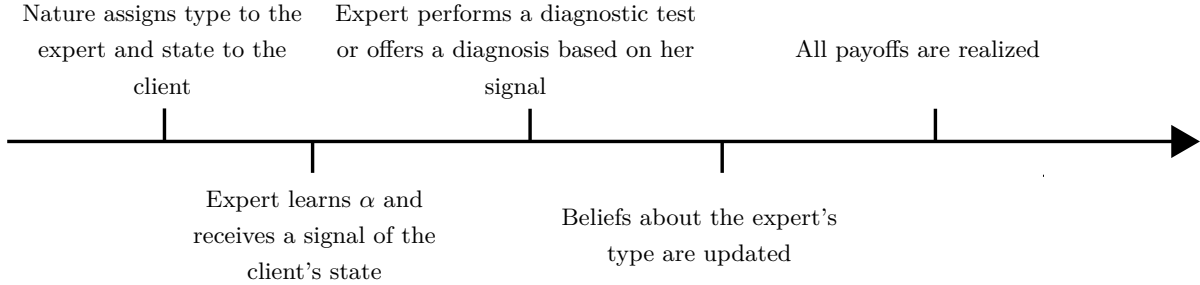 Nature assigns type to the
expert and state to the
client
Expert performs a diagnostic test
or offers a diagnosis based on her
signal
All payoffs are realized
Expert learns α and
receives a signal of the
client's state
Beliefs about the expert's
type are updated